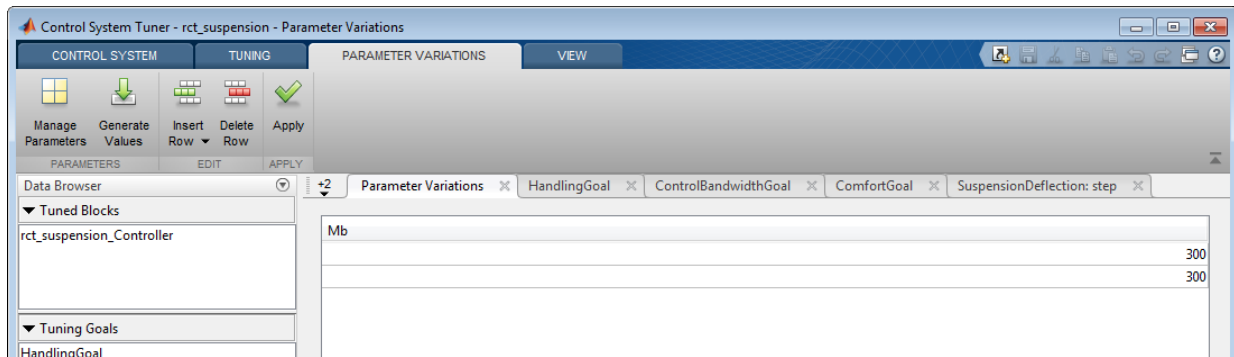 Control System Tuner - rct_suspension - Parameter Variations
CONTROL SYSTEM TUNING PARAMETER VARIATIONS VIEW
Manage Parameters
Generate Values
Insert Row
Delete Row
Apply
PARAMETERS EDIT APPLY
Data Browser
+2 Parameter Variations HandlingGoal ControlBandwidthGoal ComfortGoal SuspensionDeflection: step
Tuned Blocks
rct_suspension_Controller
Mb
300
300
Tuning Goals
HandlingGoal